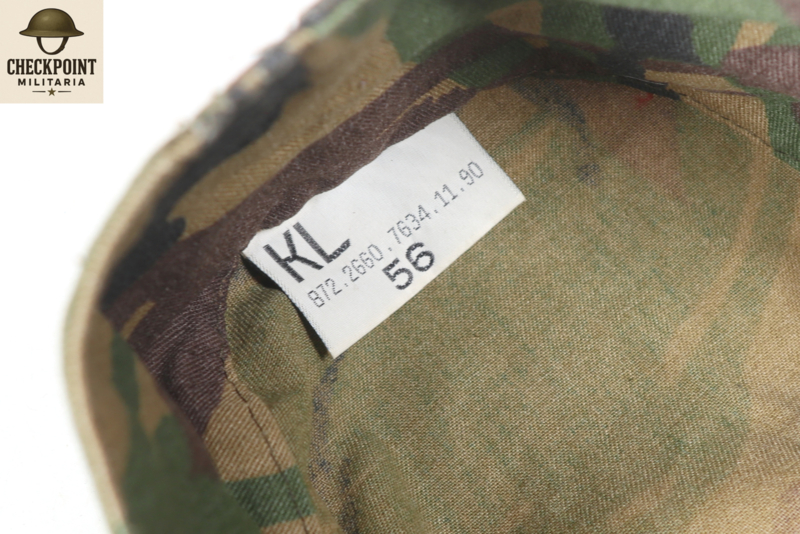 CHECKPOINT
MILITARIA
KL
872.2660.7634.11.90
56